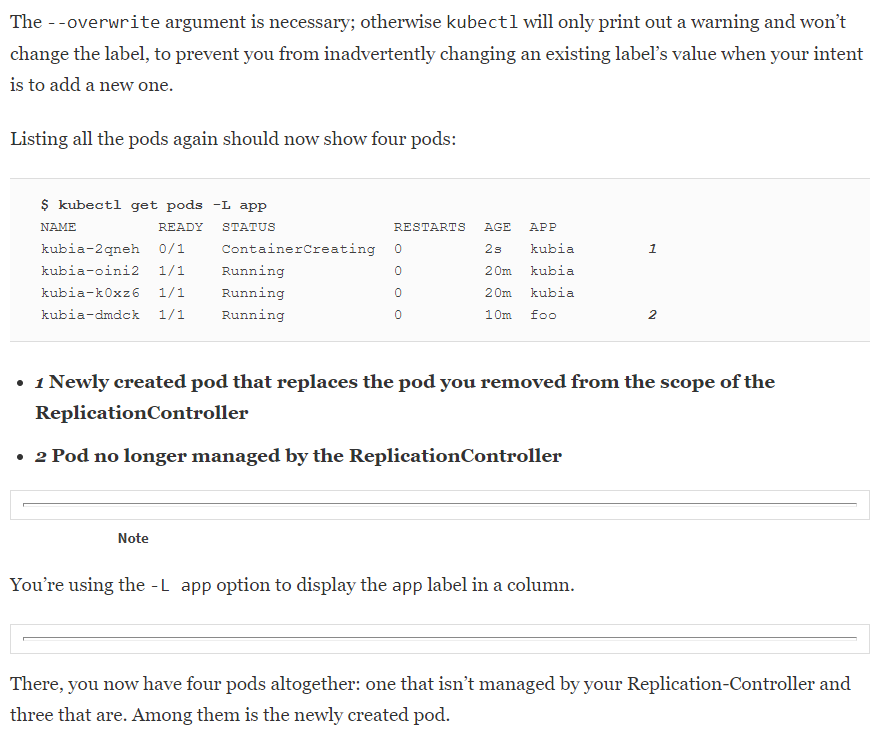 The --overwrite argument is necessary; otherwise kubectl will only print out a warning and won’t
change the label, to prevent you from inadvertently changing an existing label’s value when your intent
is to add a new one.
Listing all the pods again should now show four pods:
$ kubectl get pods -L app
NAME READY STATUS RESTARTS AGE APP
kubia-2qneh 0/1 ContainerCreating 0 2s kubia 1
kubia-oini2 1/1 Running 0 20m kubia
kubia-k0xz6 1/1 Running 0 20m kubia
kubia-dmdck 1/1 Running 0 10m foo 2
• 1 Newly created pod that replaces the pod you removed from the scope of the
ReplicationController
• 2 Pod no longer managed by the ReplicationController
Note
You’re using the -L app option to display the app label in a column.
There, you now have four pods altogether: one that isn’t managed by your Replication-Controller and
three that are. Among them is the newly created pod.